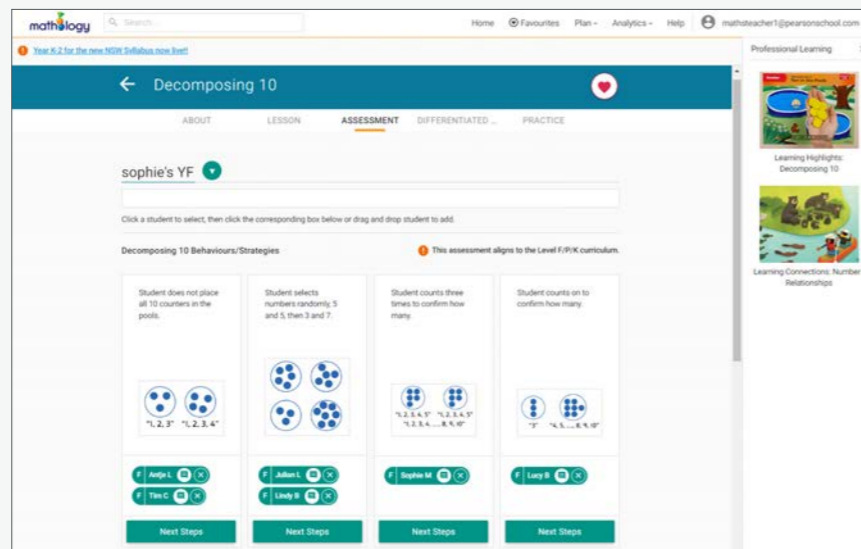 mathology
Search...
Home
Favourites
Plan
Analytics
Help
mathsteacher1@pearsonschool.com
Year K-2 for the new NSW Syllabus now live!!
Professional Learning
Decomposing 10
ABOUT
LESSON
ASSESSMENT
DIFFERENTIATED ...
PRACTICE
sophie's YF
Click a student to select, then click the corresponding box below or drag and drop student to add.
Decomposing 10 Behaviours/Strategies
This assessment aligns to the Level F/P/K curriculum.
Student does not place
all 10 counters in the
pools.
"1, 2, 3" "1, 2, 3, 4"
F Antje L
F Tim C
Next Steps
Student selects
numbers randomly, 5
and 5, then 3 and 7.
F Julian L
F Lindy B
Next Steps
Student counts three
times to confirm how
many.
"1, 2, 3, 4, 5" "1, 2, 3, 4, 5"
"1, 2, 3, 4, ..., 8, 9, 10"
F Sophie M
Next Steps
Student counts on to
confirm how many.
"3" "4, 5, ..., 8, 9, 10"
F Lucy B
Next Steps
Learning Highlights:
Decomposing 10
Learning Connections: Number
Relationships